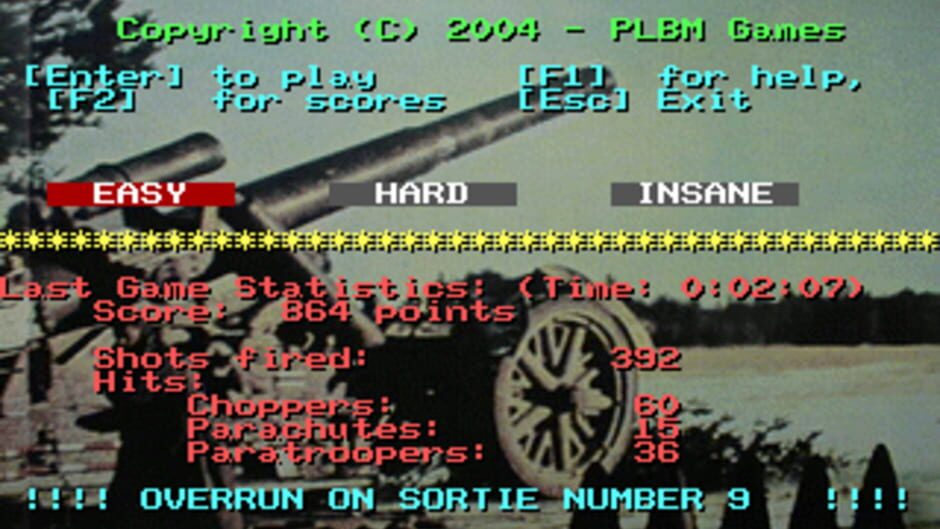 Copyright (C) 2004 - PLBM Games
[Enter] to play [F1] for help,
[F2] for scores [Esc] Exit
EASY HARD INSANE
****************************************
Last Game Statistics: (Time: 0:02:07)
Score: 864 points
Shots fired: 392
Hits:
Choppers: 60
Parachutes: 15
Paratroopers: 36
!!!! OVERRUN ON SORTIE NUMBER 9 !!!!